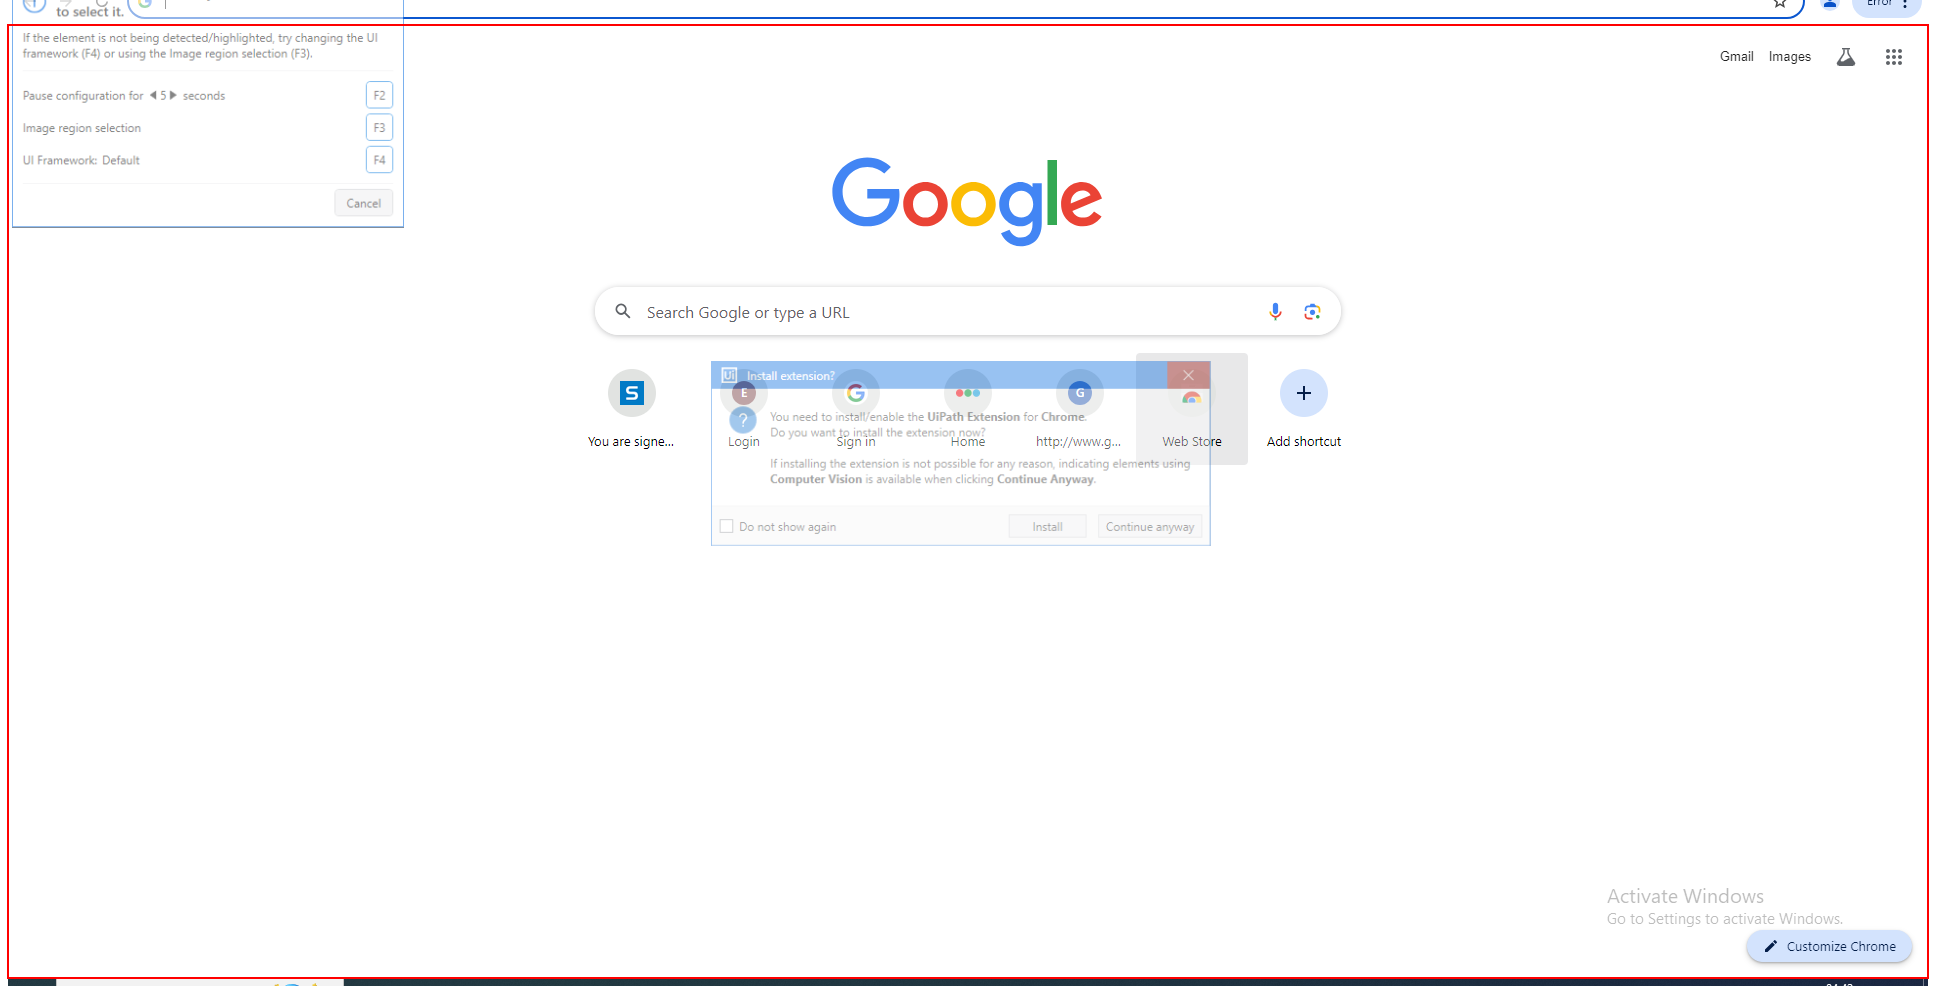 to select it.
Error
If the element is not being detected/highlighted, try changing the UI
framework (F4) or using the Image region selection (F3).
Gmail
Images
Pause configuration for 5 seconds
F2
Image region selection
F3
UI Framework: Default
F4
Cancel
Google
Search Google or type a URL
Ui Install extension?
S
E
G
G
?
You need to install/enable the UiPath Extension for Chrome.
Do you want to install the extension now?
You are signe...
Login
Sign in
Home
http://www.g...
Web Store
Add shortcut
If installing the extension is not possible for any reason, indicating elements using
Computer Vision is available when clicking Continue Anyway.
Do not show again
Install
Continue anyway
Activate Windows
Go to Settings to activate Windows.
Customize Chrome